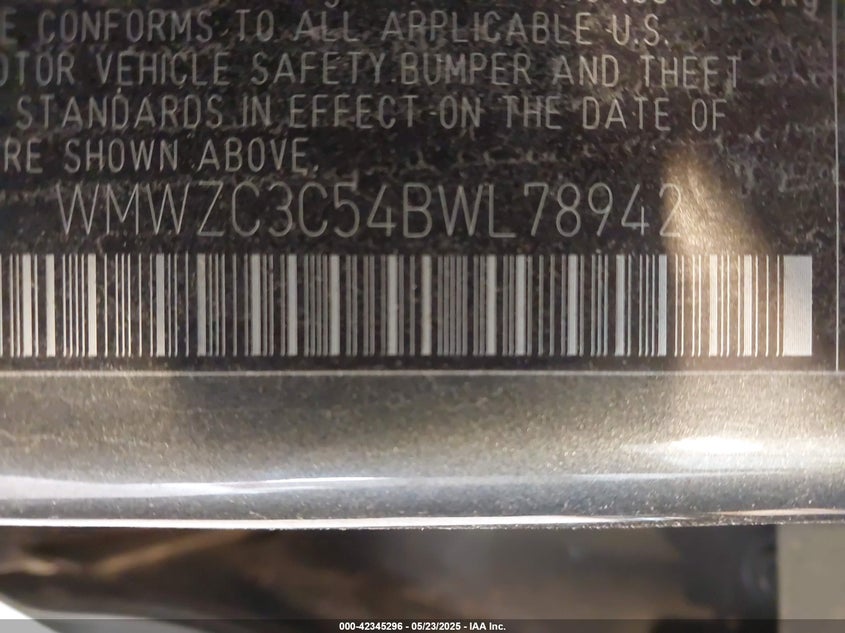 E CONFORMS TO ALL APPLICABLE U.S.
OTOR VEHICLE SAFETY,BUMPER AND THEFT
STANDARDS IN EFFECT ON THE DATE OF
RE SHOWN ABOVE.
WMWZC3C54BWL78942
000-42345296 - 05/23/2025 - IAA Inc.